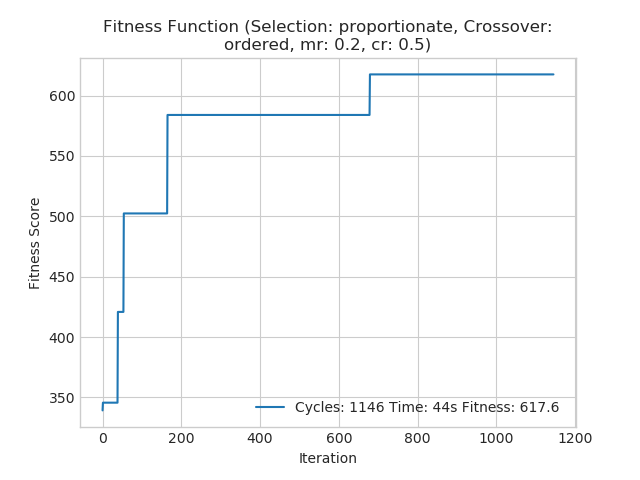 Fitness Function (Selection: proportionate, Crossover:
ordered, mr: 0.2, cr: 0.5)
600
550
500
450
400
350
Fitness Score
Cycles: 1146 Time: 44s Fitness: 617.6
0 200 400 600 800 1000 1200
Iteration